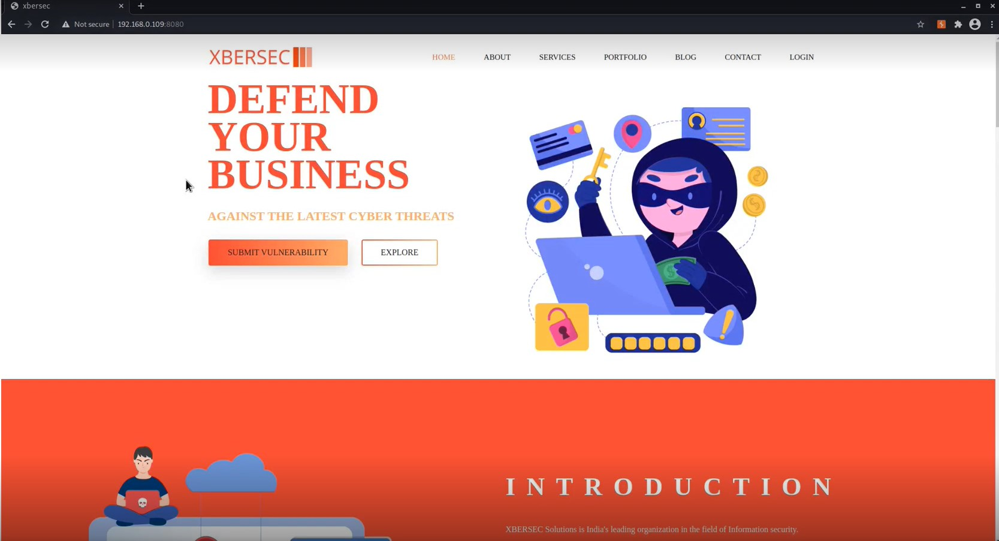 xbersec
Not secure 192.168.0.109:8080
XBERSEC
HOME ABOUT SERVICES PORTFOLIO BLOG CONTACT LOGIN
DEFEND
YOUR
BUSINESS
AGAINST THE LATEST CYBER THREATS
SUBMIT VULNERABILITY EXPLORE
INTRODUCTION
XBERSEC Solutions is India's leading organization in the field of Information security.